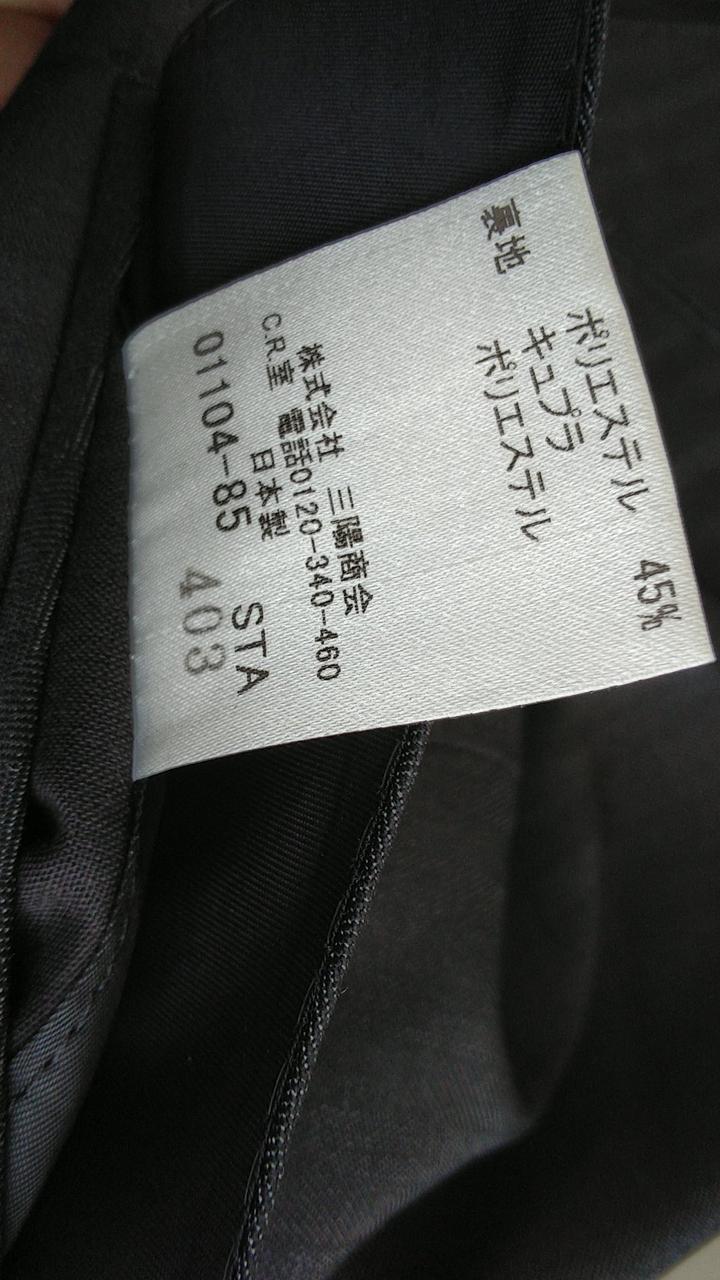 ポリエステル 45%
キュプラ
裏地 ポリエステル
株式会社 三陽商会
C.R.室 電話0120-340-460
日本製
01104-85 STA
403